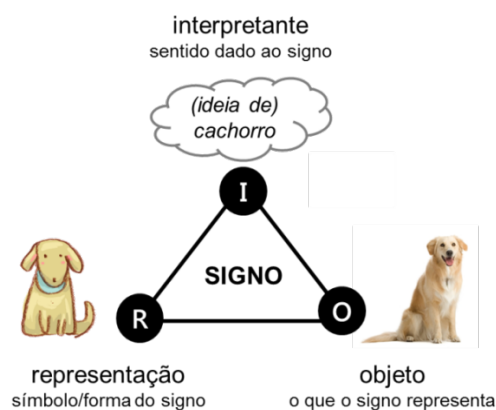 interpretante
sentido dado ao signo
(ideia de)
cachorro
I
SIGNO
R
O
representação
símbolo/forma do signo
objeto
o que o signo representa